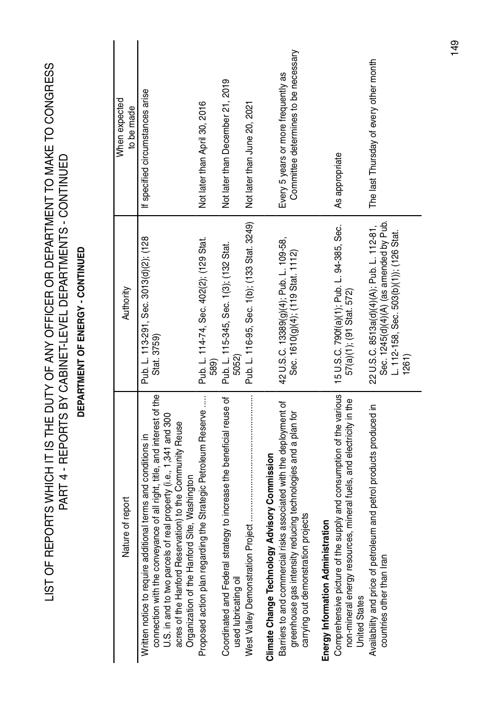 LIST OF REPORTS WHICH IT IS THE DUTY OF ANY OFFICER OR DEPARTMENT TO MAKE TO CONGRESS
PART 4 - REPORTS BY CABINET-LEVEL DEPARTMENTS - CONTINUED
DEPARTMENT OF ENERGY - CONTINUED
Nature of report
Authority
When expected
to be made
Written notice to require additional terms and conditions in
connection with the conveyance of all right, title, and interest of the
U.S. in and to two parcels of real property (i.e., 1,341 and 300
acres of the Hanford Reservation) to the Community Reuse
Organization of the Hanford Site, Washington
Pub. L. 113-291, Sec. 3013(d)(2); (128
Stat. 3759)
If specified circumstances arise
Proposed action plan regarding the Strategic Petroleum Reserve .....
Pub. L. 114-74, Sec. 402(2); (129 Stat.
589)
Not later than April 30, 2016
Coordinated and Federal strategy to increase the beneficial reuse of
used lubricating oil
Pub. L. 115-345, Sec. 1(3); (132 Stat.
5052)
Not later than December 21, 2019
West Valley Demonstration Project ................................................
Pub. L. 116-95, Sec. 1(b); (133 Stat. 3249)
Not later than June 20, 2021
Climate Change Technology Advisory Commission
Barriers to and commercial risks associated with the deployment of
greenhouse gas intensity reducing technologies and a plan for
carrying out demonstration projects
42 U.S.C. 13389(g)(4); Pub. L. 109-58,
Sec. 1610(g)(4); (119 Stat. 1112)
Every 5 years or more frequently as
Committee determines to be necessary
Energy Information Administration
Comprehensive picture of the supply and consumption of the various
non-mineral energy resources, mineral fuels, and electricity in the
United States
15 U.S.C. 790f(a)(1); Pub. L. 94-385, Sec.
57(a)(1); (91 Stat. 572)
As appropriate
Availability and price of petroleum and petrol products produced in
countries other than Iran
22 U.S.C. 8513a(d)(4)(A); Pub. L. 112-81,
Sec. 1245(d)(4)(A) (as amended by Pub.
L. 112-158, Sec. 503(b)(1)); (126 Stat.
1261)
The last Thursday of every other month
149